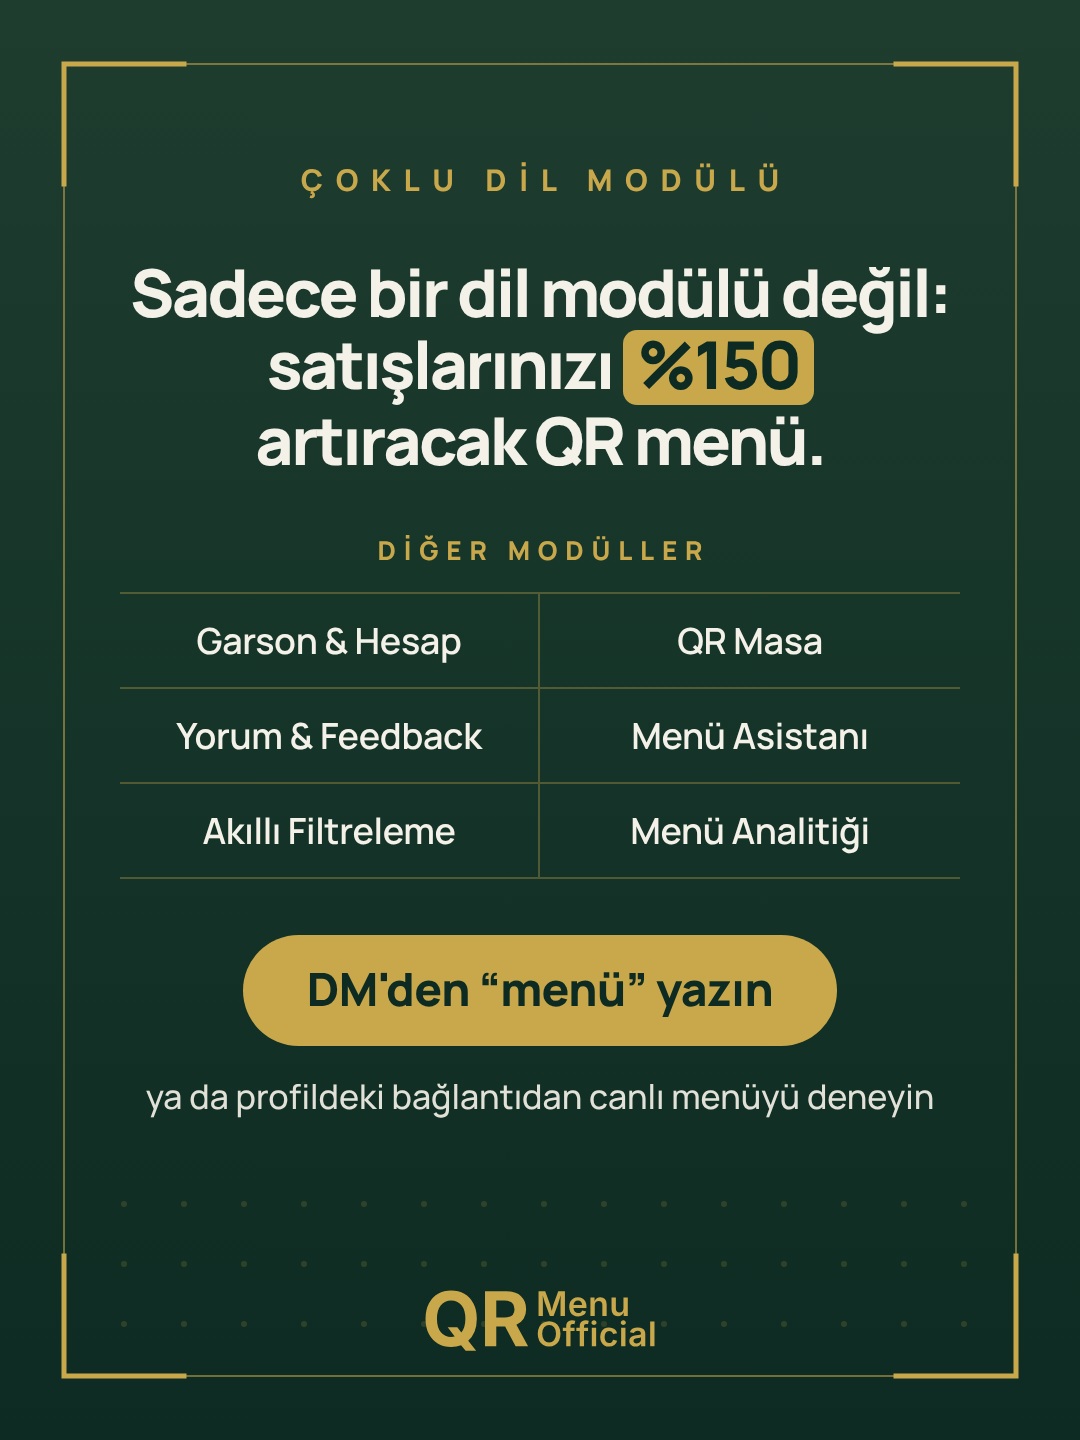 ÇOKLU DİL MODÜLÜ
Sadece bir dil modülü değil:
satışlarınızı %150
artıracak QR menü.
DİĞER MODÜLLER
Garson & Hesap
QR Masa
Yorum & Feedback
Menü Asistanı
Akıllı Filtreleme
Menü Analitiği
DM'den “menü” yazın
ya da profildeki bağlantıdan canlı menüyü deneyin
QR Menu
Official